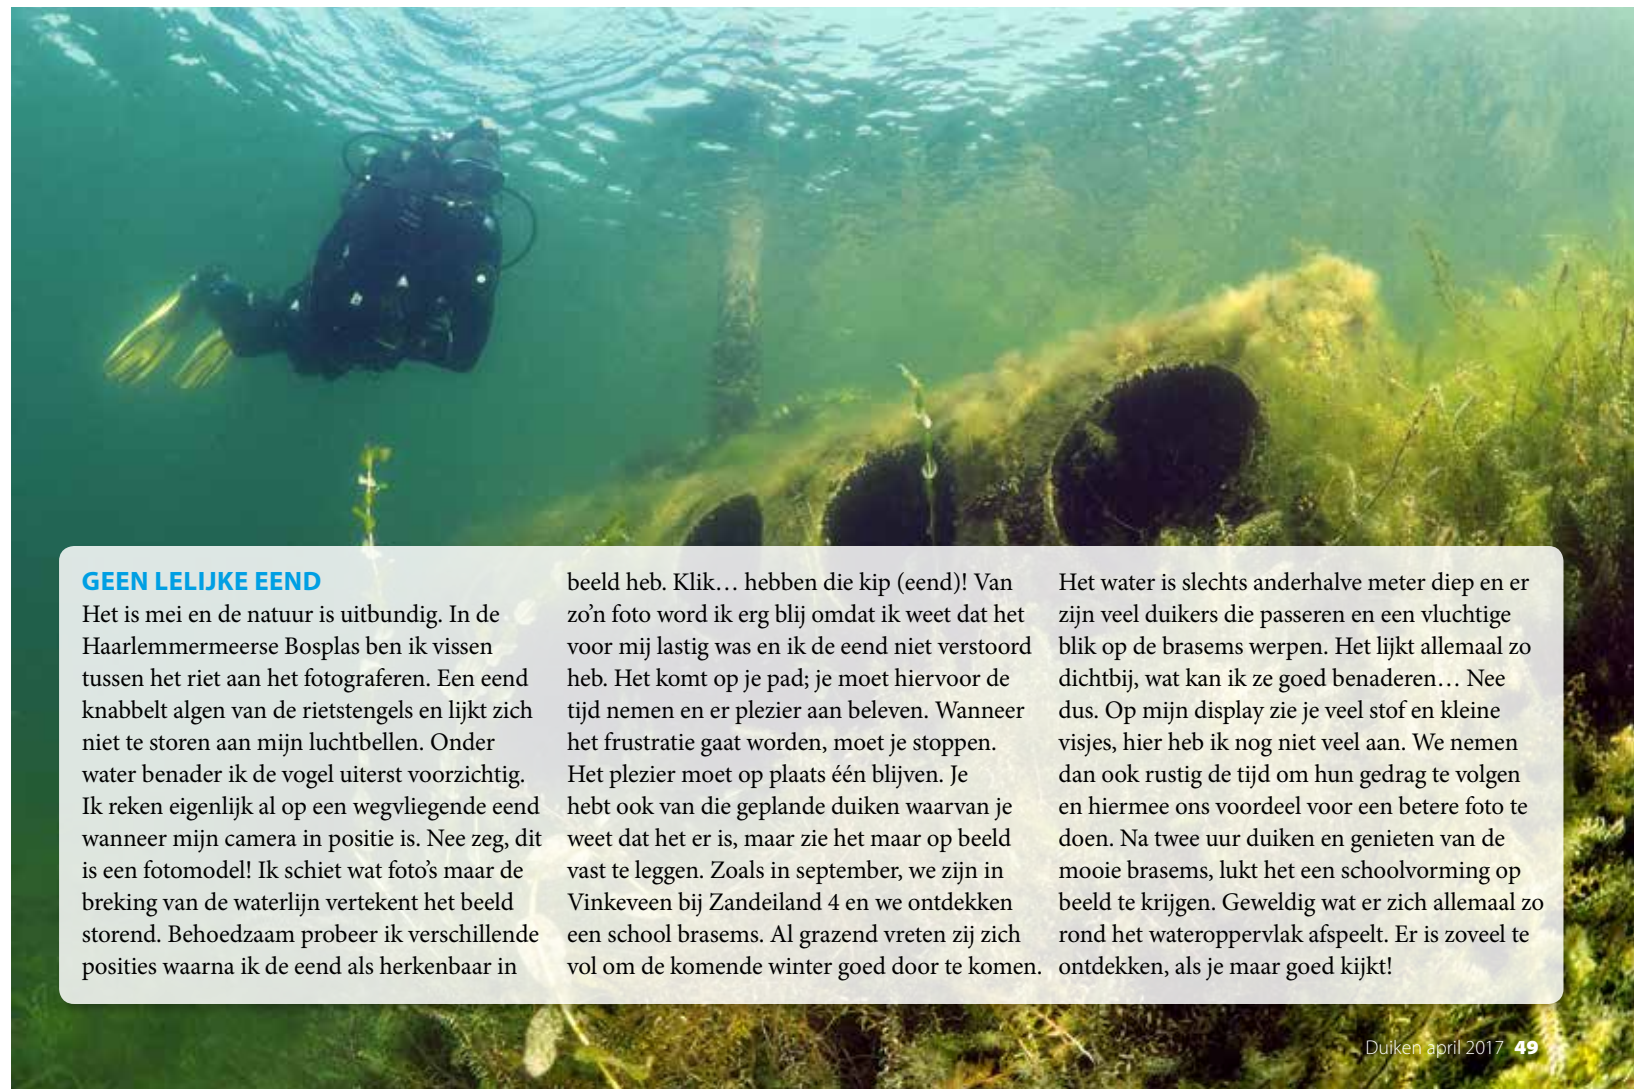 GEEN LELIJKE EEND
Het is mei en de natuur is uitbundig. In de
Haarlemmermeerse Bosplas ben ik vissen
tussen het riet aan het fotograferen. Een eend
knabbelt algen van de rietstengels en lijkt zich
niet te storen aan mijn luchtbellen. Onder
water benader ik de vogel uiterst voorzichtig.
Ik reken eigenlijk al op een wegvliegende eend
wanneer mijn camera in positie is. Nee zeg, dit
is een fotomodel! Ik schiet wat foto’s maar de
breking van de waterlijn vertekent het beeld
storend. Behoedzaam probeer ik verschillende
posities waarna ik de eend als herkenbaar in
beeld heb. Klik… hebben die kip (eend)! Van
zo’n foto word ik erg blij omdat ik weet dat het
voor mij lastig was en ik de eend niet verstoord
heb. Het komt op je pad; je moet hiervoor de
tijd nemen en er plezier aan beleven. Wanneer
het frustratie gaat worden, moet je stoppen.
Het plezier moet op plaats één blijven. Je
hebt ook van die geplande duiken waarvan je
weet dat het er is, maar zie het maar op beeld
vast te leggen. Zoals in september, we zijn in
Vinkeveen bij Zandeiland 4 en we ontdekken
een school brasems. Al grazend vreten zij zich
vol om de komende winter goed door te komen.
Het water is slechts anderhalve meter diep en er
zijn veel duikers die passeren en een vluchtige
blik op de brasems werpen. Het lijkt allemaal zo
dichtbij, wat kan ik ze goed benaderen… Nee
dus. Op mijn display zie je veel stof en kleine
visjes, hier heb ik nog niet veel aan. We nemen
dan ook rustig de tijd om hun gedrag te volgen
en hiermee ons voordeel voor een betere foto te
doen. Na twee uur duiken en genieten van de
mooie brasems, lukt het een schoolvorming op
beeld te krijgen. Geweldig wat er zich allemaal zo
rond het wateroppervlak afspeelt. Er is zoveel te
ontdekken, als je maar goed kijkt!
Duiken april 2017 49